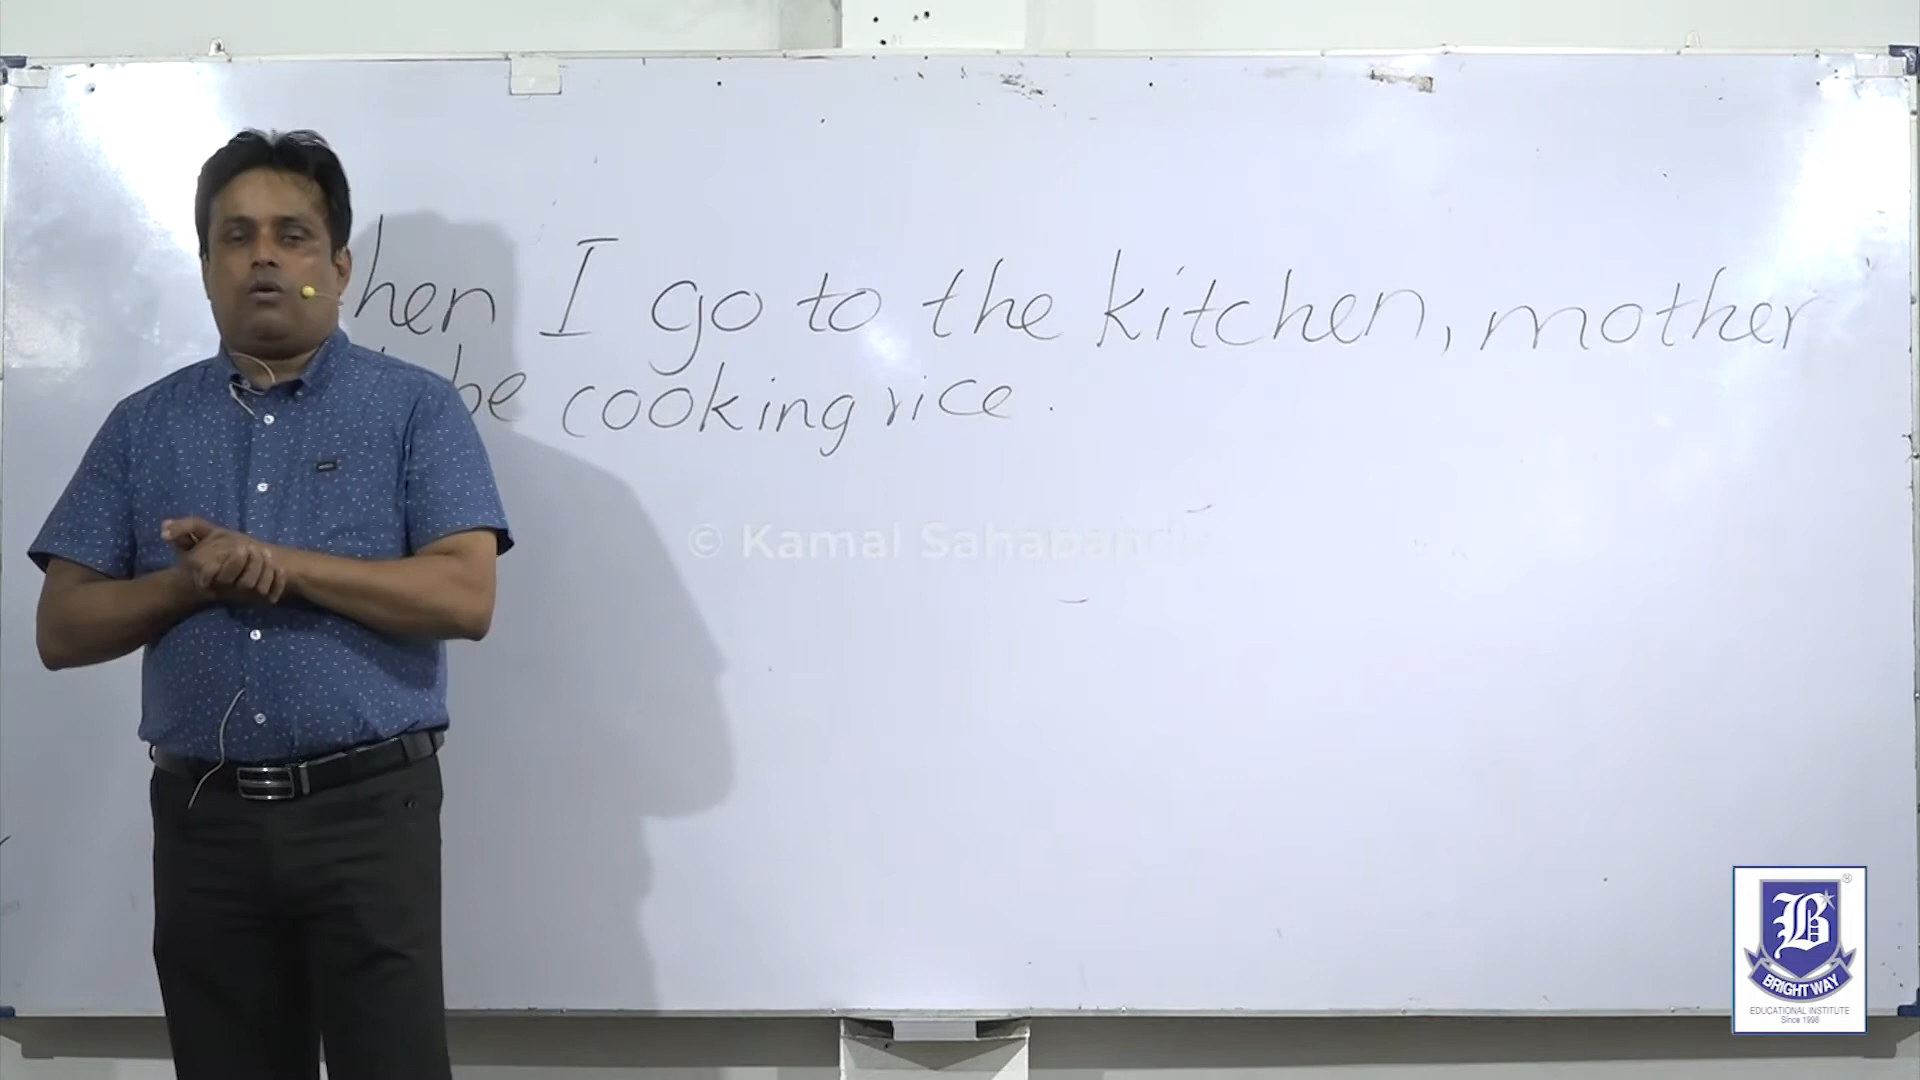 hen I go to the kitchen, mother
be cooking rice.
© Kamal Sahabandu
B
®
BRIGHT WAY
EDUCATIONAL INSTITUTE
Since 1998